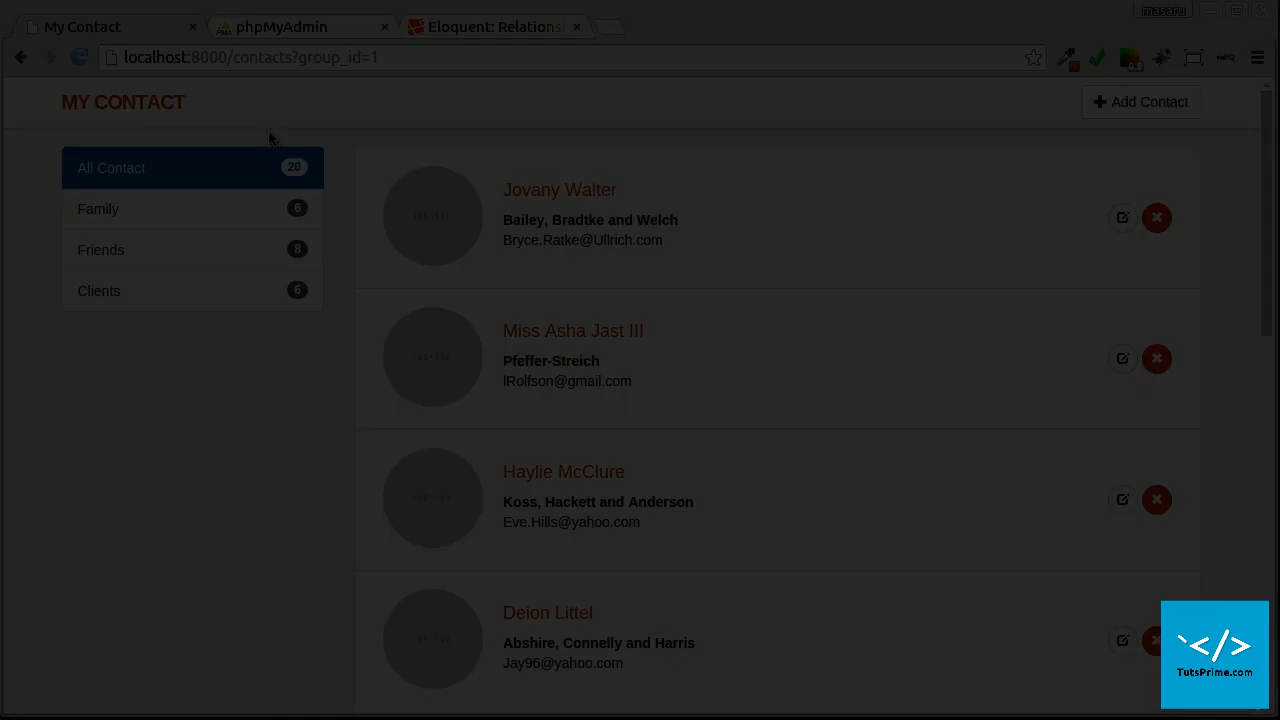 masaru
My Contact
phpMyAdmin
Eloquent: Relations
localhost:8000/contacts?group_id=1
MY CONTACT
Add Contact
All Contact 20
Family 6
Friends 8
Clients 6
Jovany Walter
Bailey, Bradtke and Welch
Bryce.Ratke@Ullrich.com
Miss Asha Jast III
Pfeffer-Streich
lRolfson@gmail.com
Haylie McClure
Koss, Hackett and Anderson
Eve.Hills@yahoo.com
Deion Littel
Abshire, Connelly and Harris
Jay96@yahoo.com
</>
TutsPrime.com